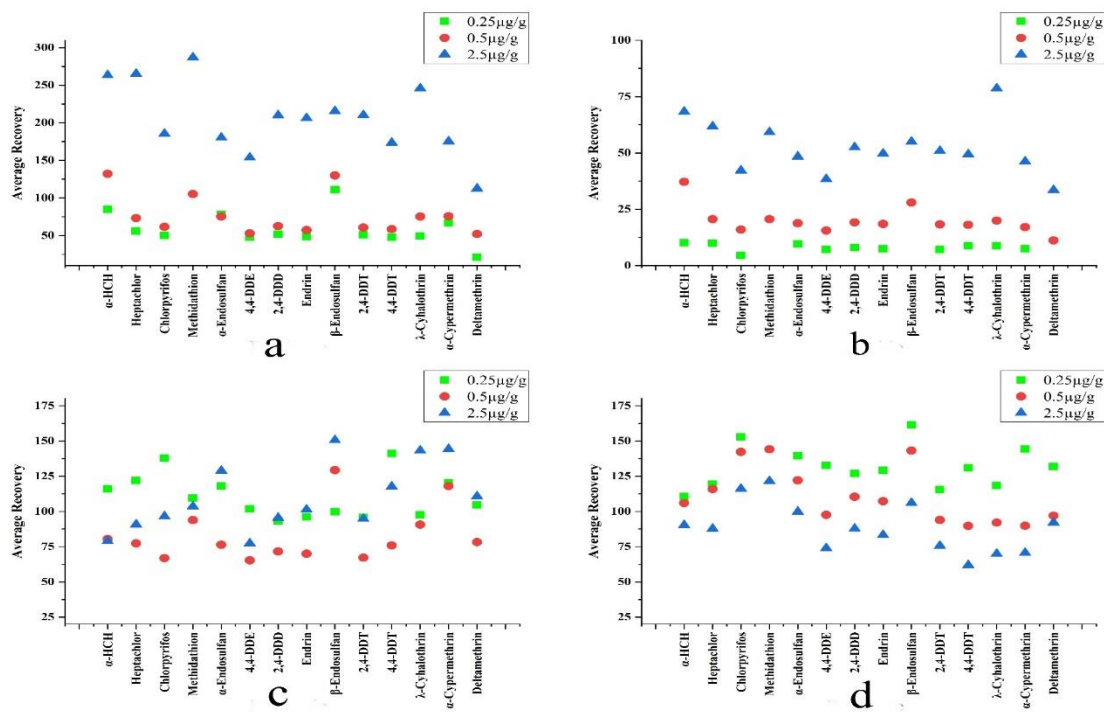 0.25µg/g
0.5µg/g
2.5µg/g
Average Recovery
300
250
200
150
100
50
α-HCH
Heptachlor
Chlorpyrifos
Methidathion
α-Endosulfan
4,4-DDE
2,4-DDD
Endrin
β-Endosulfan
2,4-DDT
4,4-DDT
λ-Cyhalothrin
α-Cypermethrin
Deltamethrin
a
0.25µg/g
0.5µg/g
2.5µg/g
Average Recovery
100
75
50
25
0
α-HCH
Heptachlor
Chlorpyrifos
Methidathion
α-Endosulfan
4,4-DDE
2,4-DDD
Endrin
β-Endosulfan
2,4-DDT
4,4-DDT
λ-Cyhalothrin
α-Cypermethrin
Deltamethrin
b
0.25µg/g
0.5µg/g
2.5µg/g
Average Recovery
175
150
125
100
75
50
25
α-HCH
Heptachlor
Chlorpyrifos
Methidathion
α-Endosulfan
4,4-DDE
2,4-DDD
Endrin
β-Endosulfan
2,4-DDT
4,4-DDT
λ-Cyhalothrin
α-Cypermethrin
Deltamethrin
c
0.25µg/g
0.5µg/g
2.5µg/g
Average Recovery
175
150
125
100
75
50
25
α-HCH
Heptachlor
Chlorpyrifos
Methidathion
α-Endosulfan
4,4-DDE
2,4-DDD
Endrin
β-Endosulfan
2,4-DDT
4,4-DDT
λ-Cyhalothrin
α-Cypermethrin
Deltamethrin
d